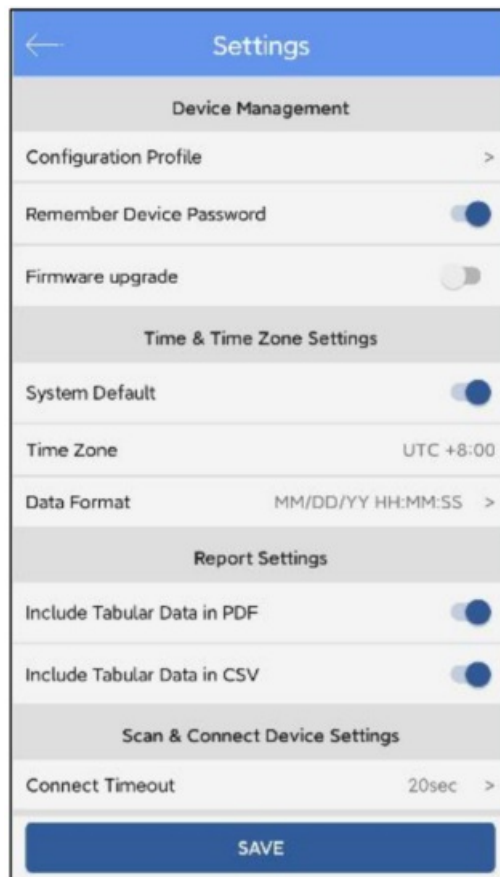 Settings
Device Management
Configuration Profile >
Remember Device Password
Firmware upgrade
Time & Time Zone Settings
System Default
Time Zone UTC +8:00
Data Format MM/DD/YY HH:MM:SS >
Report Settings
Include Tabular Data in PDF
Include Tabular Data in CSV
Scan & Connect Device Settings
Connect Timeout 20sec >
SAVE